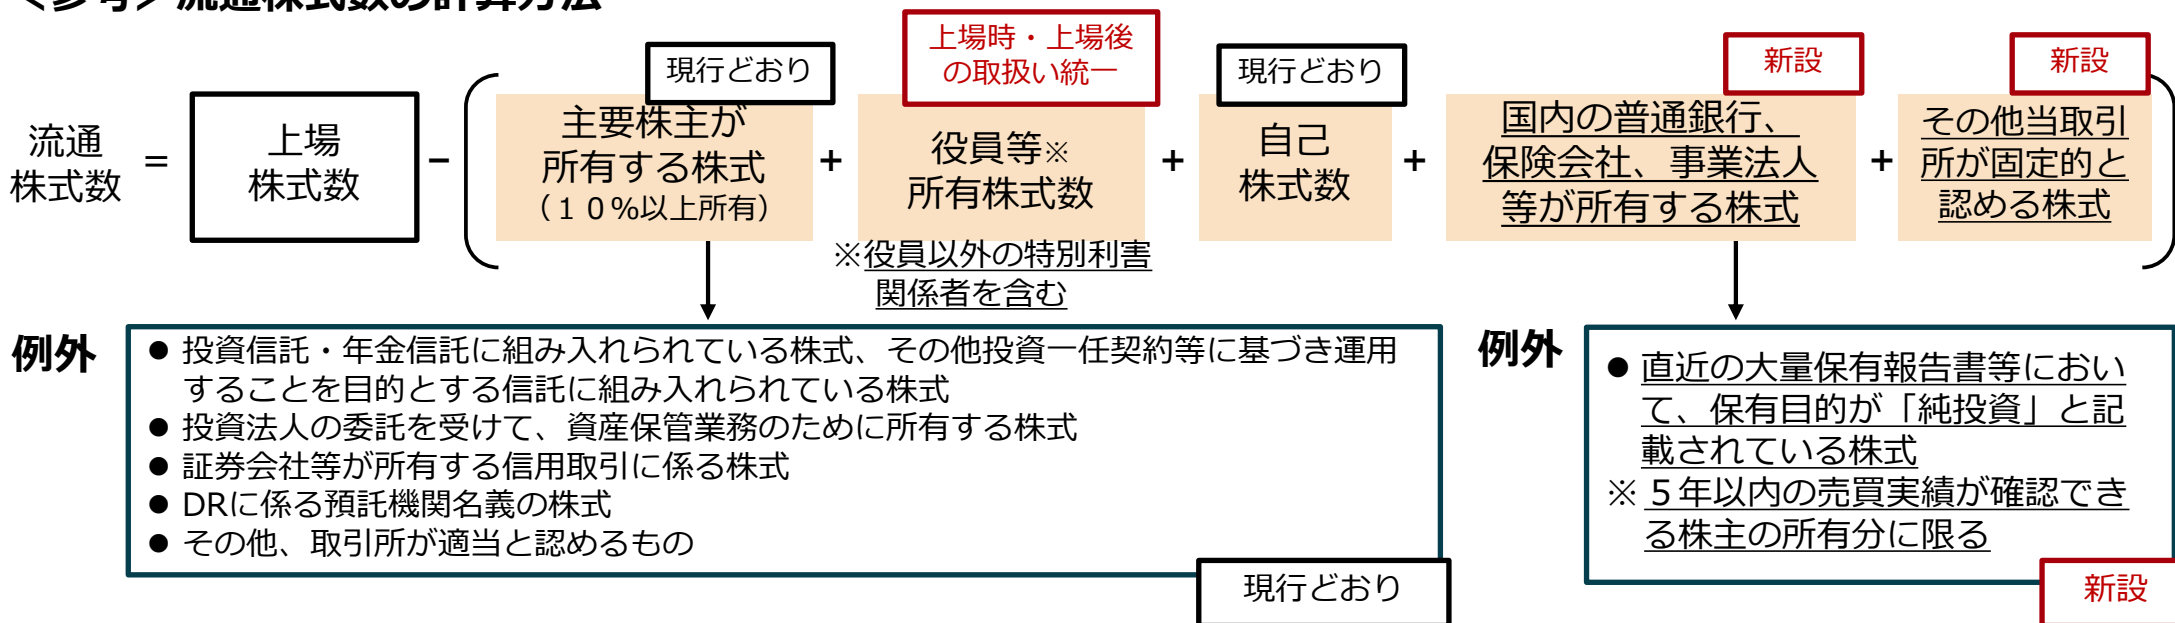 ＜参考＞流通株式数の計算方法
流通
株式数
＝
上場
株式数
－
現行どおり
主要株主が
所有する株式
（１０％以上所有）
＋
上場時・上場後
の取扱い統一
役員等※
所有株式数
※役員以外の特別利害
関係者を含む
＋
現行どおり
自己
株式数
＋
新設
国内の普通銀行、
保険会社、事業法人
等が所有する株式
＋
新設
その他当取引
所が固定的と
認める株式
例外
● 投資信託・年金信託に組み入れられている株式、その他投資一任契約等に基づき運用
することを目的とする信託に組み入れられている株式
● 投資法人の委託を受けて、資産保管業務のために所有する株式
● 証券会社等が所有する信用取引に係る株式
● DRに係る預託機関名義の株式
● その他、取引所が適当と認めるもの
現行どおり
例外
● 直近の大量保有報告書等におい
て、保有目的が「純投資」と記
載されている株式
※ ５年以内の売買実績が確認でき
る株主の所有分に限る
新設